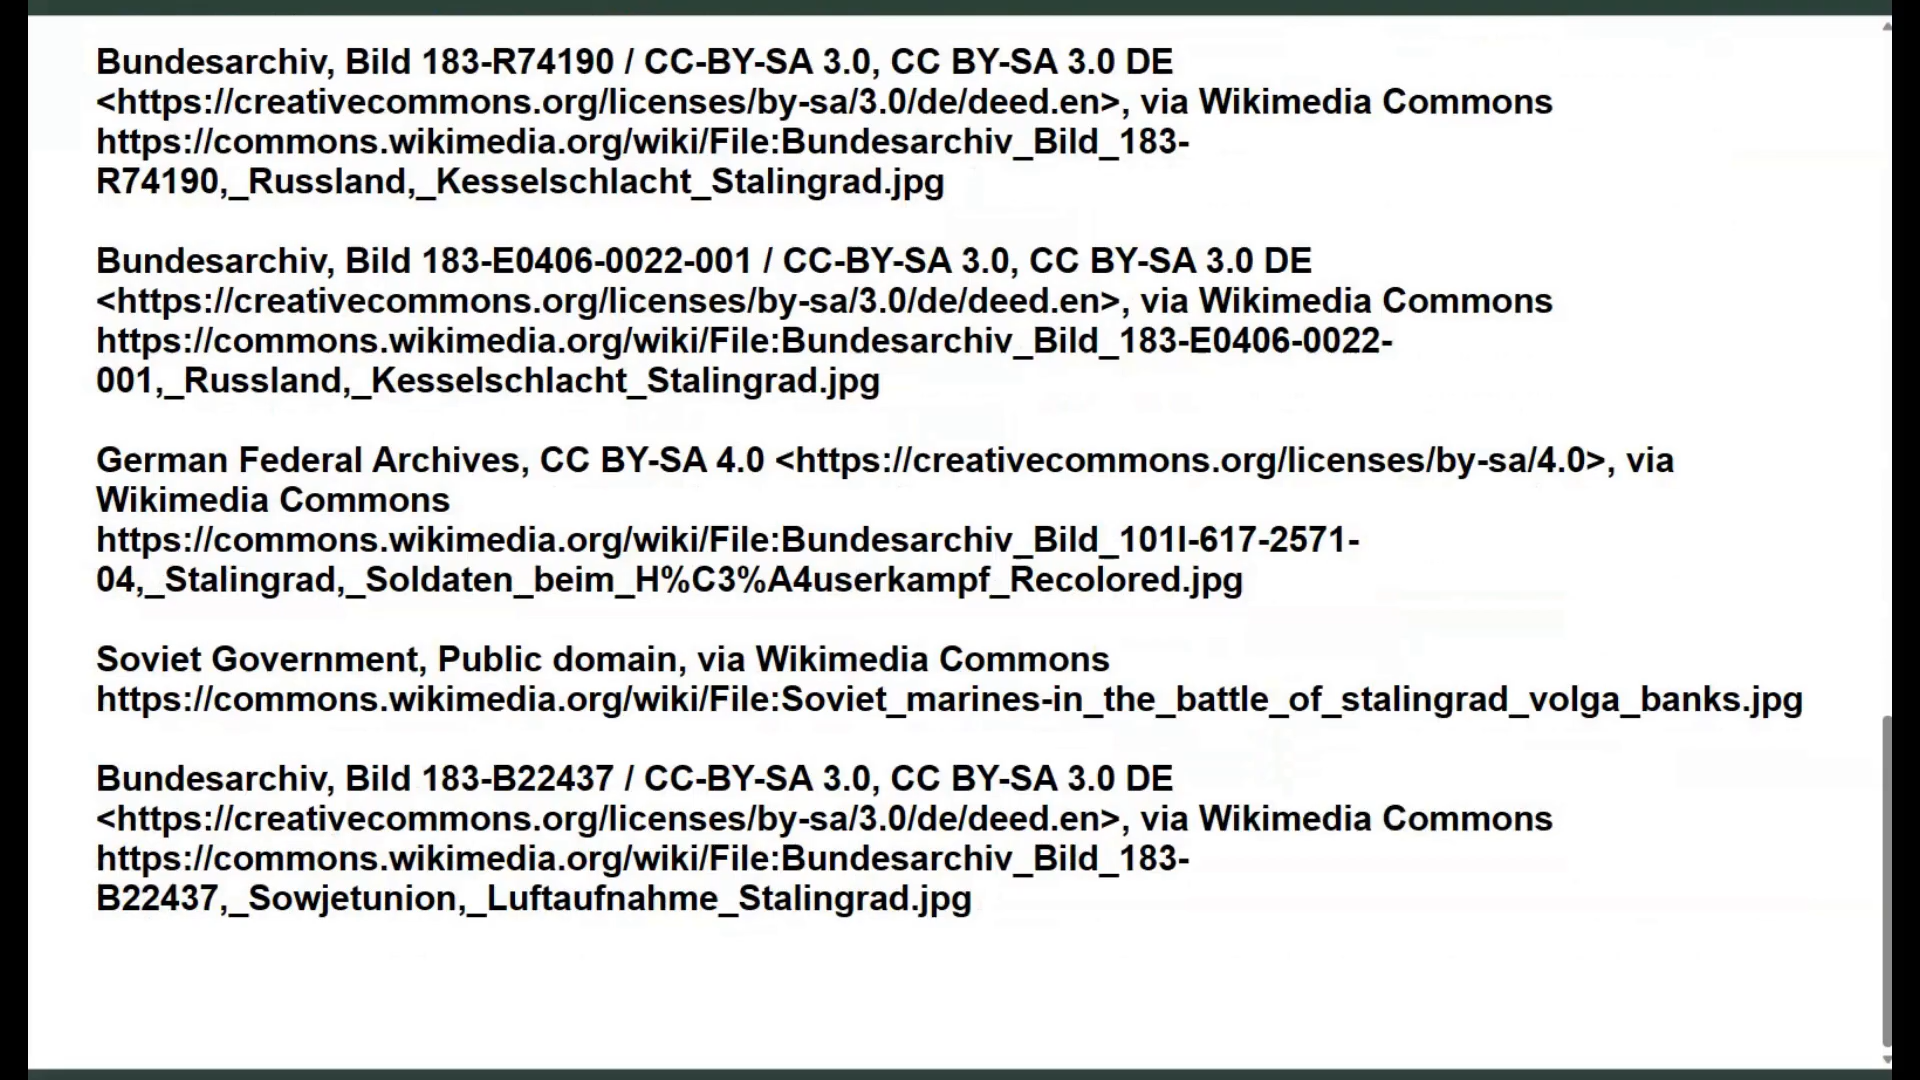 Bundesarchiv, Bild 183-R74190 / CC-BY-SA 3.0, CC BY-SA 3.0 DE
<https://creativecommons.org/licenses/by-sa/3.0/de/deed.en>, via Wikimedia Commons
https://commons.wikimedia.org/wiki/File:Bundesarchiv_Bild_183-
R74190,_Russland,_Kesselschlacht_Stalingrad.jpg
Bundesarchiv, Bild 183-E0406-0022-001 / CC-BY-SA 3.0, CC BY-SA 3.0 DE
<https://creativecommons.org/licenses/by-sa/3.0/de/deed.en>, via Wikimedia Commons
https://commons.wikimedia.org/wiki/File:Bundesarchiv_Bild_183-E0406-0022-
001,_Russland,_Kesselschlacht_Stalingrad.jpg
German Federal Archives, CC BY-SA 4.0 <https://creativecommons.org/licenses/by-sa/4.0>, via
Wikimedia Commons
https://commons.wikimedia.org/wiki/File:Bundesarchiv_Bild_101I-617-2571-
04,_Stalingrad,_Soldaten_beim_H%C3%A4userkampf_Recolored.jpg
Soviet Government, Public domain, via Wikimedia Commons
https://commons.wikimedia.org/wiki/File:Soviet_marines-in_the_battle_of_stalingrad_volga_banks.jpg
Bundesarchiv, Bild 183-B22437 / CC-BY-SA 3.0, CC BY-SA 3.0 DE
<https://creativecommons.org/licenses/by-sa/3.0/de/deed.en>, via Wikimedia Commons
https://commons.wikimedia.org/wiki/File:Bundesarchiv_Bild_183-
B22437,_Sowjetunion,_Luftaufnahme_Stalingrad.jpg